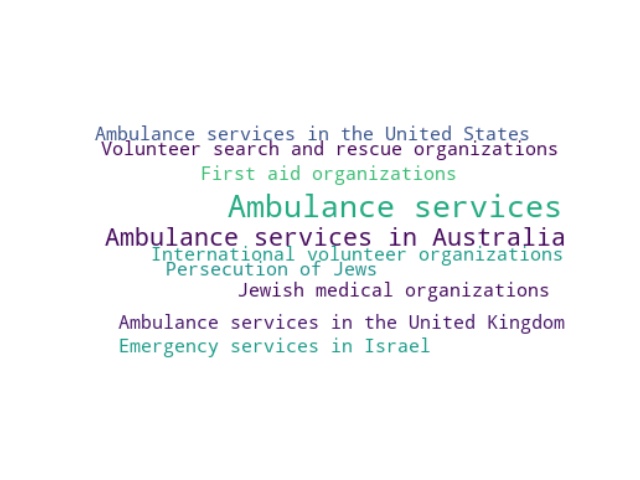 Ambulance services in the United States
Volunteer search and rescue organizations
First aid organizations
Ambulance services
Ambulance services in Australia
International volunteer organizations
Persecution of Jews
Jewish medical organizations
Ambulance services in the United Kingdom
Emergency services in Israel